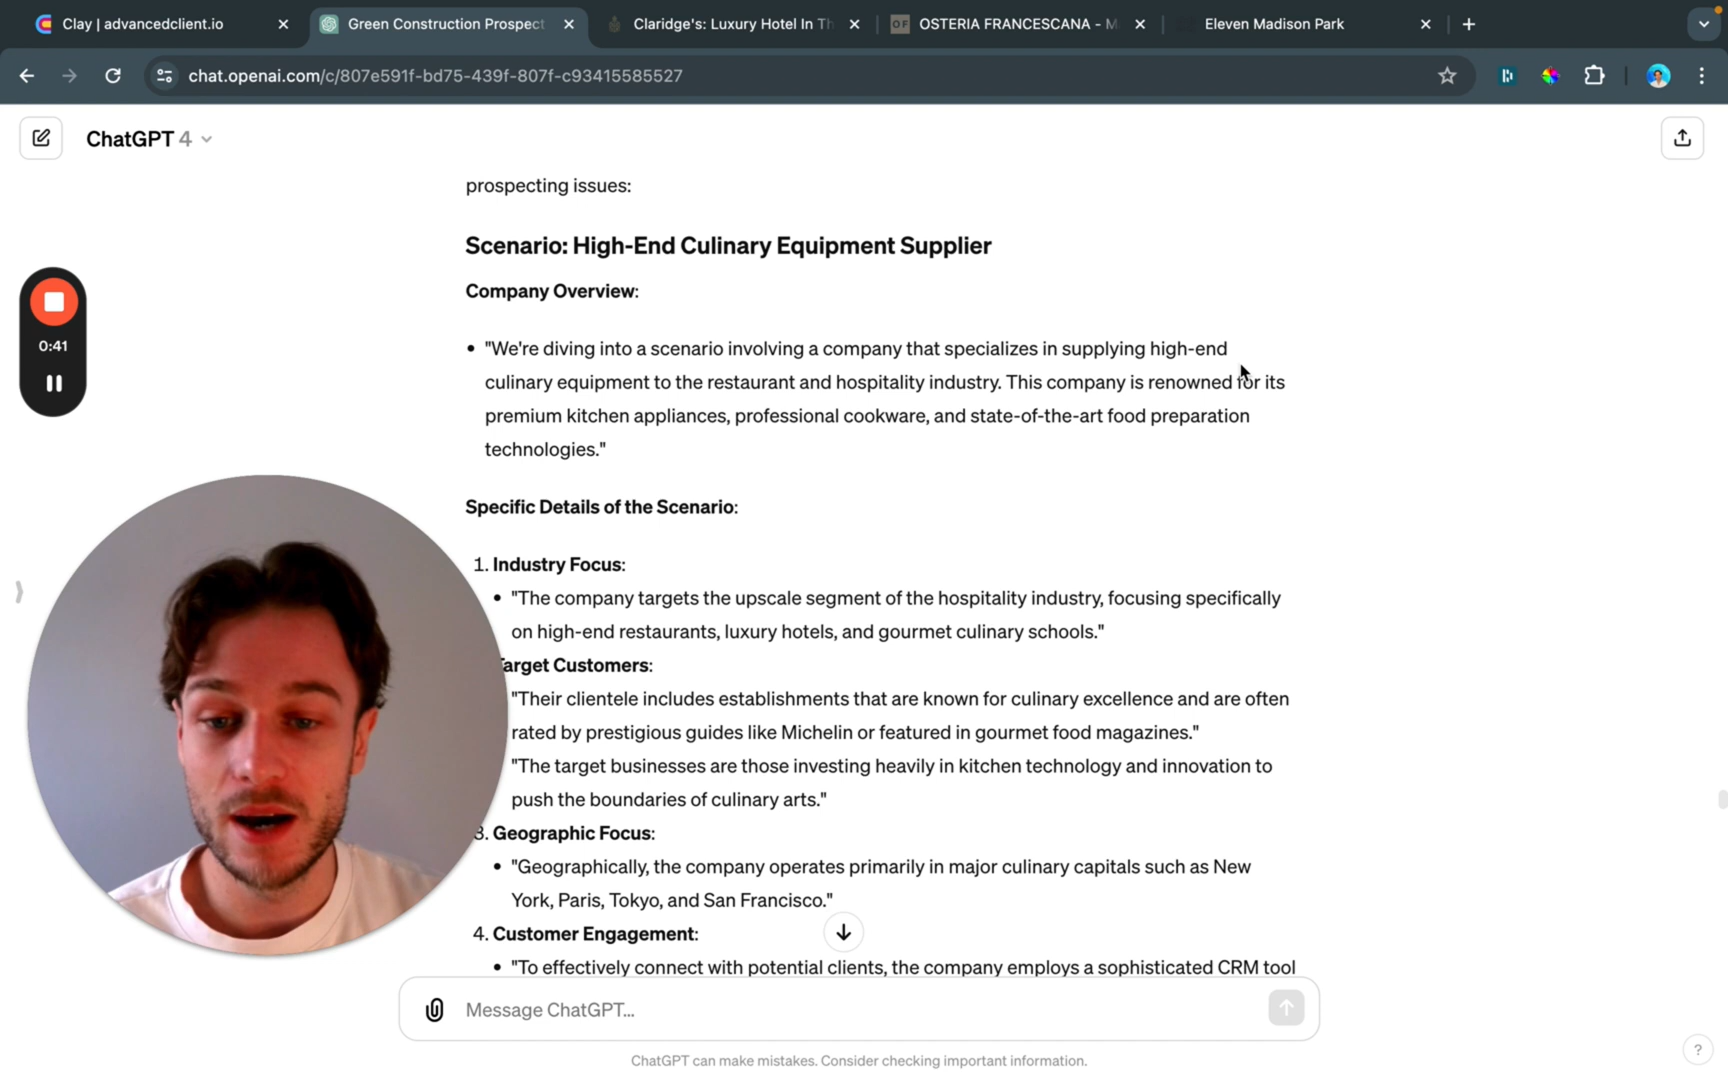 Clay | advancedclient.io
Green Construction Prospect
Claridge's: Luxury Hotel In Th
OF
OSTERIA FRANCESCANA - M
Eleven Madison Park
chat.openai.com/c/807e591f-bd75-439f-807f-c93415585527
ChatGPT 4
prospecting issues:
Scenario: High-End Culinary Equipment Supplier
Company Overview:
• "We're diving into a scenario involving a company that specializes in supplying high-end
culinary equipment to the restaurant and hospitality industry. This company is renowned for its
premium kitchen appliances, professional cookware, and state-of-the-art food preparation
technologies."
0:41
Specific Details of the Scenario:
1. Industry Focus:
• "The company targets the upscale segment of the hospitality industry, focusing specifically
on high-end restaurants, luxury hotels, and gourmet culinary schools."
Target Customers:
"Their clientele includes establishments that are known for culinary excellence and are often
rated by prestigious guides like Michelin or featured in gourmet food magazines."
"The target businesses are those investing heavily in kitchen technology and innovation to
push the boundaries of culinary arts."
3. Geographic Focus:
• "Geographically, the company operates primarily in major culinary capitals such as New
York, Paris, Tokyo, and San Francisco."
4. Customer Engagement:
• "To effectively connect with potential clients, the company employs a sophisticated CRM tool
Message ChatGPT...
ChatGPT can make mistakes. Consider checking important information.
?